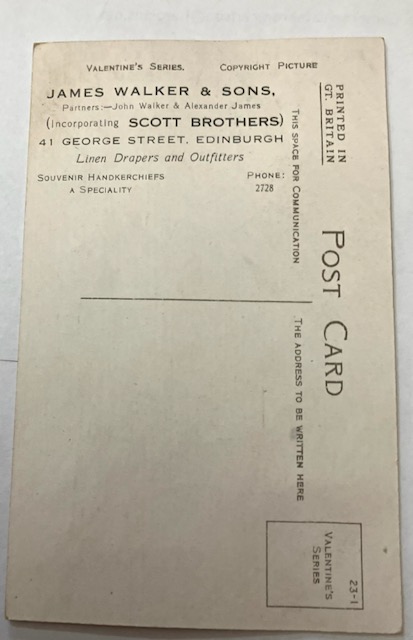 VALENTINE'S SERIES. COPYRIGHT PICTURE
JAMES WALKER & SONS,
Partners:—John Walker & Alexander James
(Incorporating SCOTT BROTHERS)
41 GEORGE STREET, EDINBURGH
Linen Drapers and Outfitters
SOUVENIR HANDKERCHIEFS
A SPECIALITY
PHONE:
2728
PRINTED IN
GT. BRITAIN
POST CARD
THIS SPACE FOR COMMUNICATION
THE ADDRESS TO BE WRITTEN HERE
23-1
VALENTINE'S
SERIES